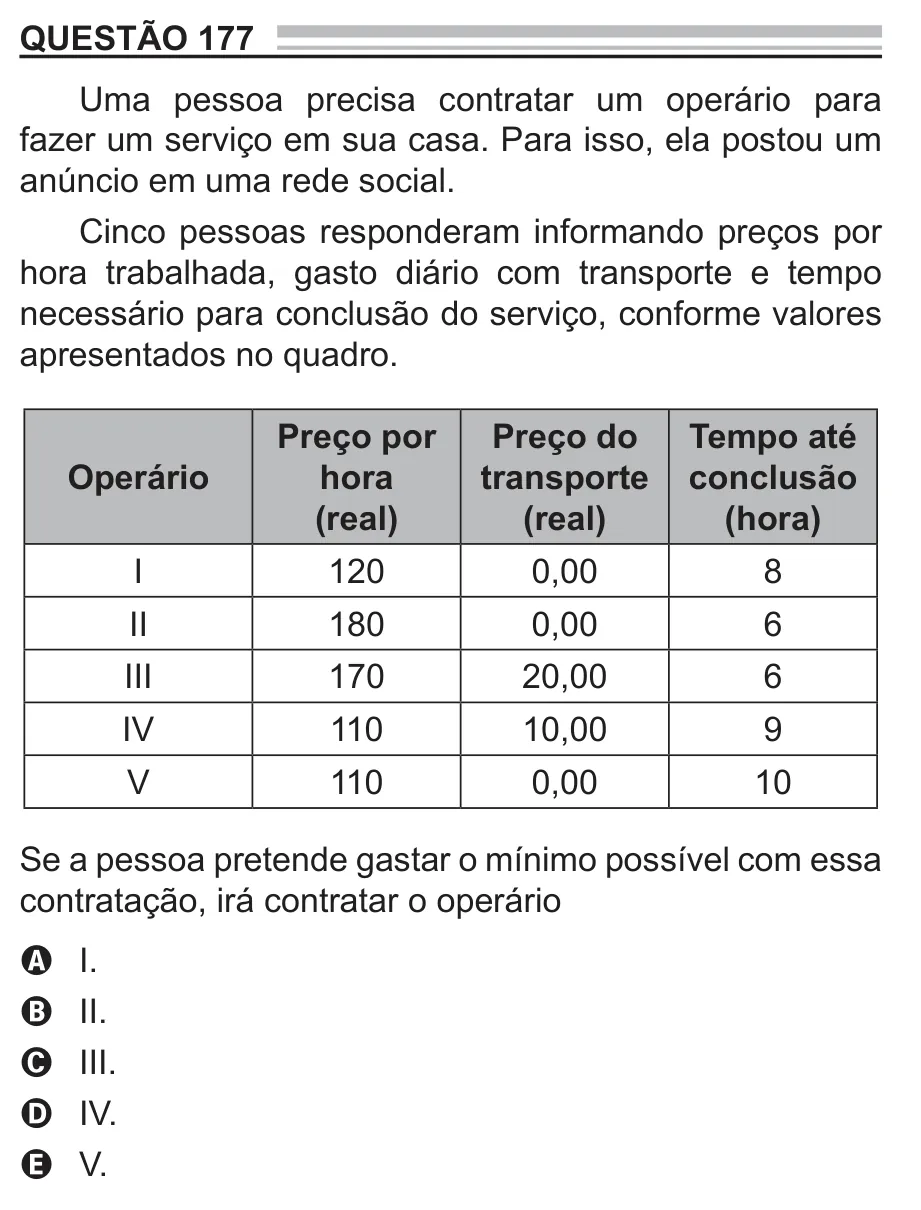 QUESTÃO 177
Uma pessoa precisa contratar um operário para
fazer um serviço em sua casa. Para isso, ela postou um
anúncio em uma rede social.
Cinco pessoas responderam informando preços por
hora trabalhada, gasto diário com transporte e tempo
necessário para conclusão do serviço, conforme valores
apresentados no quadro.
Operário | Preço por hora (real) | Preço do transporte (real) | Tempo até conclusão (hora)
I | 120 | 0,00 | 8
II | 180 | 0,00 | 6
III | 170 | 20,00 | 6
IV | 110 | 10,00 | 9
V | 110 | 0,00 | 10
Se a pessoa pretende gastar o mínimo possível com essa
contratação, irá contratar o operário
A I.
B II.
C III.
D IV.
E V.